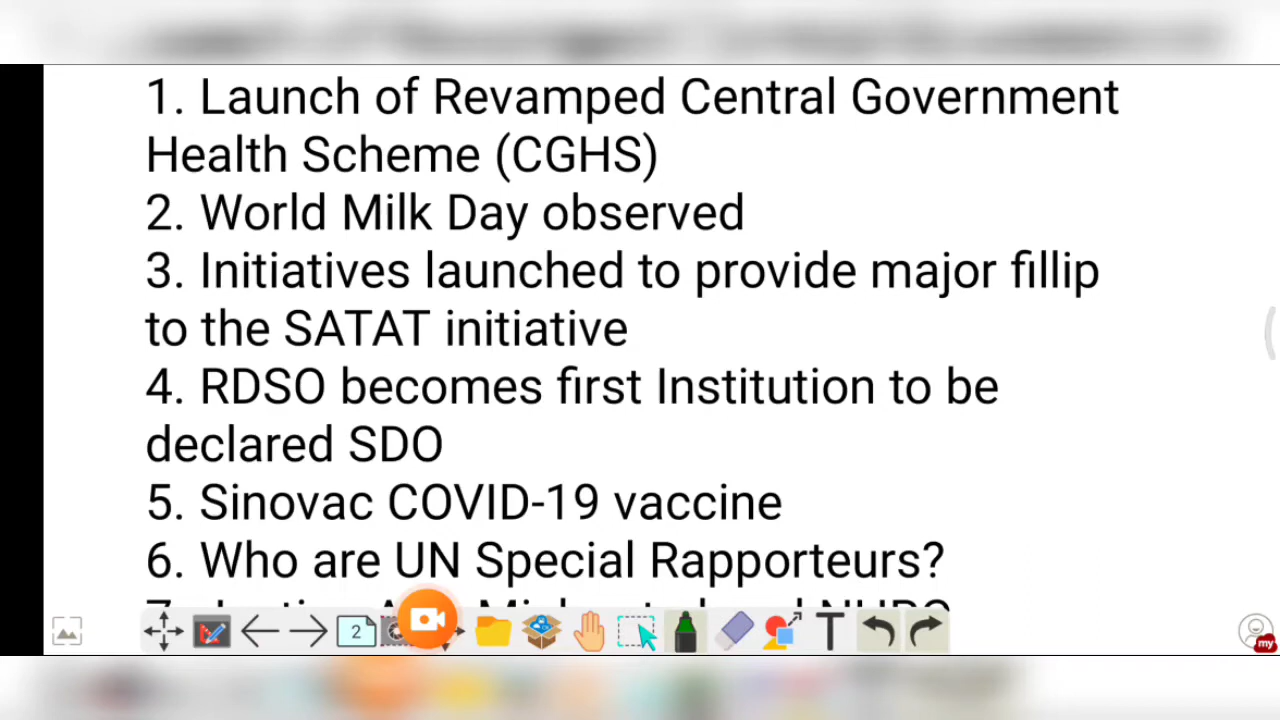 1. Launch of Revamped Central Government
Health Scheme (CGHS)
2. World Milk Day observed
3. Initiatives launched to provide major fillip
to the SATAT initiative
4. RDSO becomes first Institution to be
declared SDO
5. Sinovac COVID-19 vaccine
6. Who are UN Special Rapporteurs?
2
T
my